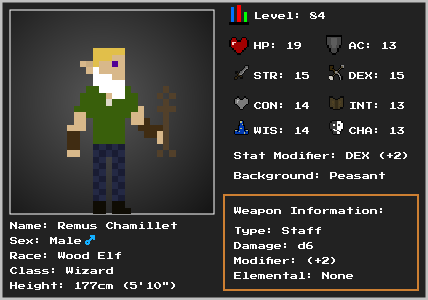 Level: 84
HP: 19 AC: 13
STR: 15 DEX: 15
CON: 14 INT: 13
WIS: 14 CHA: 13
Stat Modifier: DEX (+2)
Background: Peasant
Weapon Information:
Type: Staff
Damage: d6
Modifier: (+2)
Elemental: None
Name: Remus Chamillet
Sex: Male ♂
Race: Wood Elf
Class: Wizard
Height: 177cm (5'10")